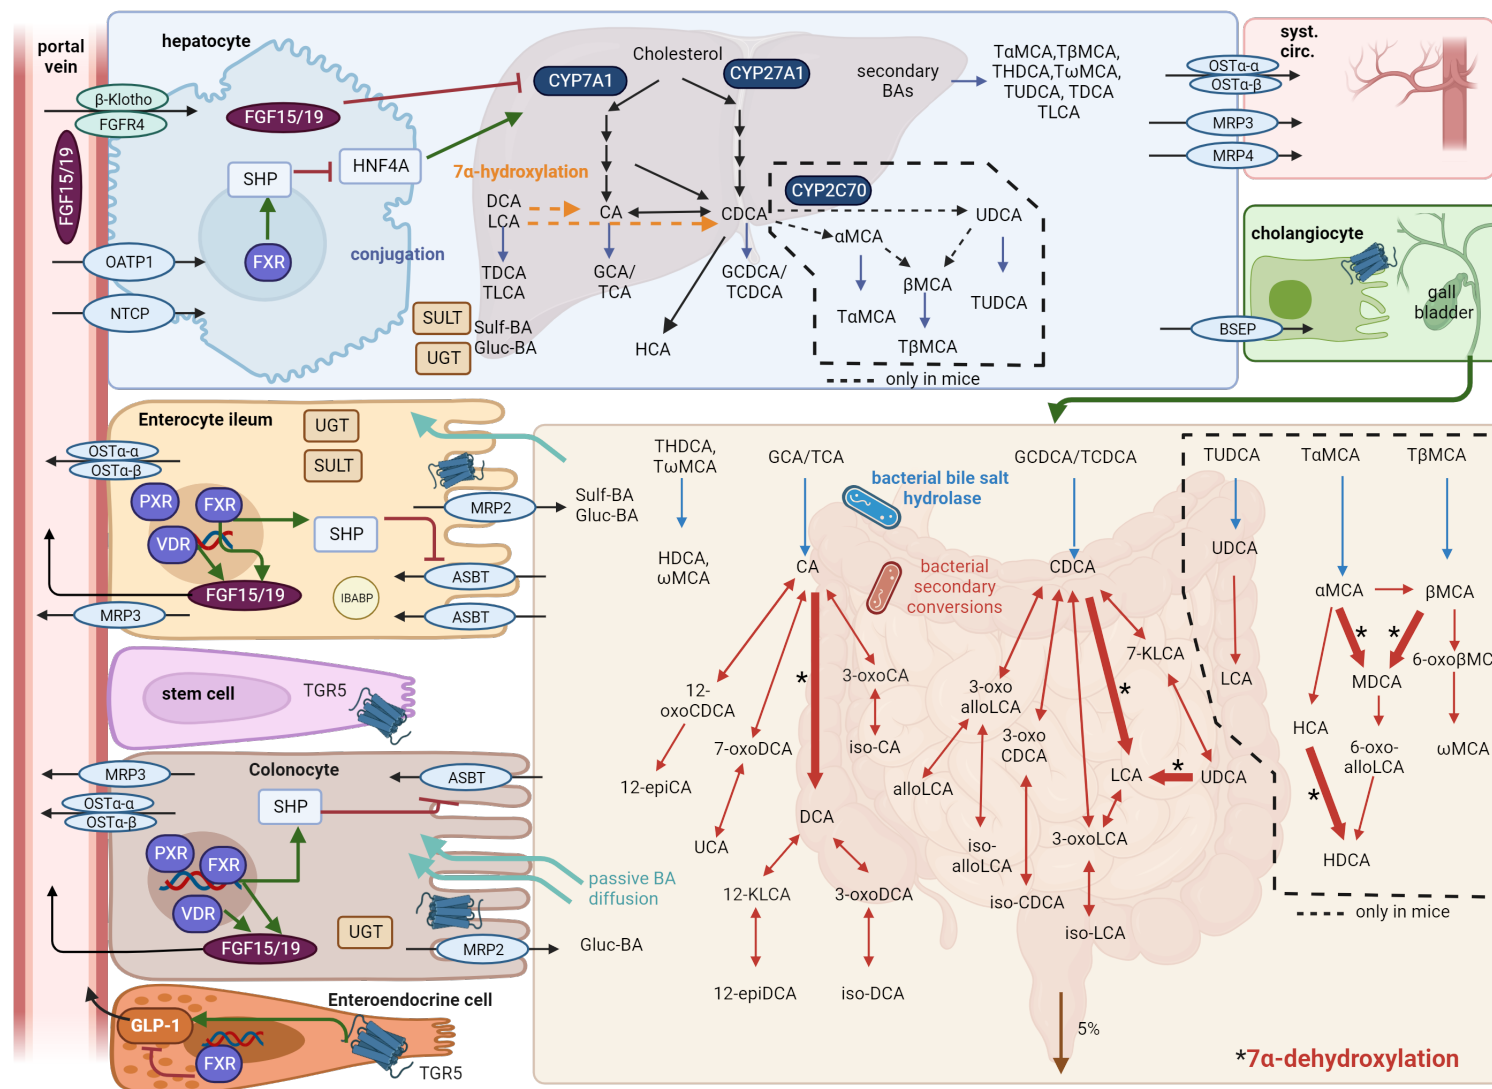 portal
vein
hepatocyte
β-Klotho
FGFR4
FGF15/19
FGF15/19
SHP
HNF4A
FXR
OATP1
NTCP
conjugation
SULT
UGT
Sulf-BA
Gluc-BA
Cholesterol
CYP7A1
CYP27A1
7α-hydroxylation
DCA
LCA
CA
CDCA
TDCA
TLCA
GCA/
TCA
GCDCA/
TCDCA
HCA
secondary
BAs
TαMCA,TβMCA,
THDCA,TωMCA,
TUDCA, TDCA
TLCA
CYP2C70
UDCA
αMCA
βMCA
TαMCA
TUDCA
TβMCA
only in mice
OSTα-α
OSTα-β
MRP3
MRP4
BSEP
syst.
circ.
cholangiocyte
gall
bladder
Enterocyte ileum
UGT
SULT
OSTα-α
OSTα-β
PXR
FXR
VDR
SHP
FGF15/19
MRP3
IBABP
MRP2
ASBT
ASBT
Sulf-BA
Gluc-BA
stem cell
TGR5
Colonocyte
MRP3
OSTα-α
OSTα-β
SHP
ASBT
PXR
FXR
VDR
FGF15/19
UGT
MRP2
Gluc-BA
passive BA
diffusion
Enteroendocrine cell
GLP-1
FXR
TGR5
THDCA,
TωMCA
HDCA,
ωMCA
GCA/TCA
bacterial bile salt
hydrolase
CA
bacterial
secondary
conversions
12-
oxoCDCA
12-epiCA
7-oxoDCA
UCA
*
3-oxoCA
iso-CA
DCA
12-KLCA
3-oxoDCA
12-epiDCA
iso-DCA
GCDCA/TCDCA
CDCA
3-oxo
alloLCA
3-oxo
CDCA
alloLCA
iso-
alloLCA
iso-CDCA
7-KLCA
*
LCA
*
UDCA
3-oxoLCA
iso-LCA
5%
TUDCA
TαMCA
TβMCA
UDCA
LCA
αMCA
βMCA
*
*
MDCA
6-oxoβMC
HCA
6-oxo-
alloLCA
ωMCA
*
HDCA
only in mice
*7α-dehydroxylation